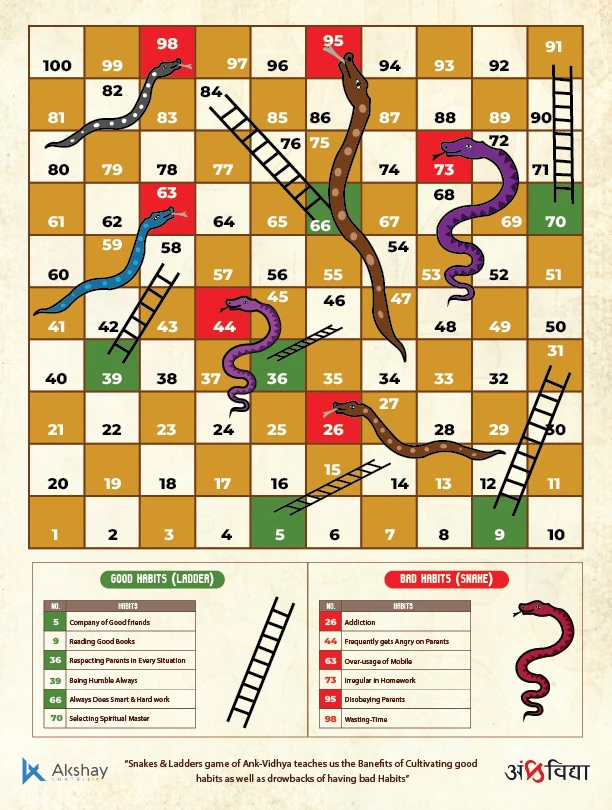 100 99 98 97 96 95 94 93 92 91
81 82 83 84 85 86 87 88 89 90
80 79 78 77 76 75 74 73 72 71
61 62 63 64 65 66 67 68 69 70
60 59 58 57 56 55 54 53 52 51
41 42 43 44 45 46 47 48 49 50
40 39 38 37 36 35 34 33 32 31
21 22 23 24 25 26 27 28 29 30
20 19 18 17 16 15 14 13 12 11
1 2 3 4 5 6 7 8 9 10
GOOD HABITS (LADDER)
NO. HABITS
5 Company of Good friends
9 Reading Good Books
36 Respecting Parents in Every Situation
39 Being Humble Always
66 Always Does Smart & Hard work
70 Selecting Spiritual Master
BAD HABITS (SNAKE)
NO. HABITS
26 Addiction
44 Frequently gets Angry on Parents
63 Over-usage of Mobile
73 Irregular in Homework
95 Disobeying Parents
98 Wasting-Time
Akshay
"Snakes & Ladders game of Ank-Vidhya teaches us the Banefits of Cultivating good
habits as well as drowbacks of having bad Habits"
अंकविद्या